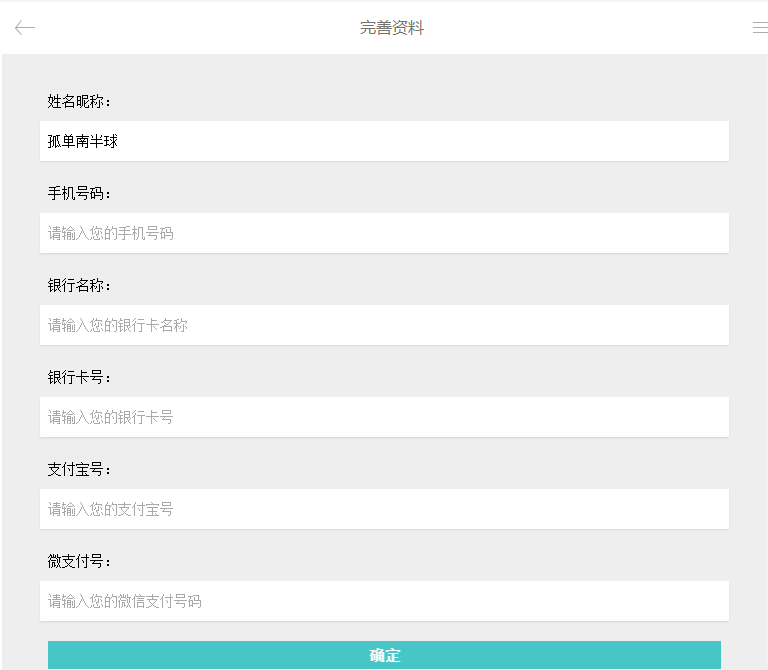 完善资料
姓名昵称：
孤单南半球
手机号码：
请输入您的手机号码
银行名称：
请输入您的银行卡名称
银行卡号：
请输入您的银行卡号
支付宝号：
请输入您的支付宝号
微支付号：
请输入您的微信支付号码
确定